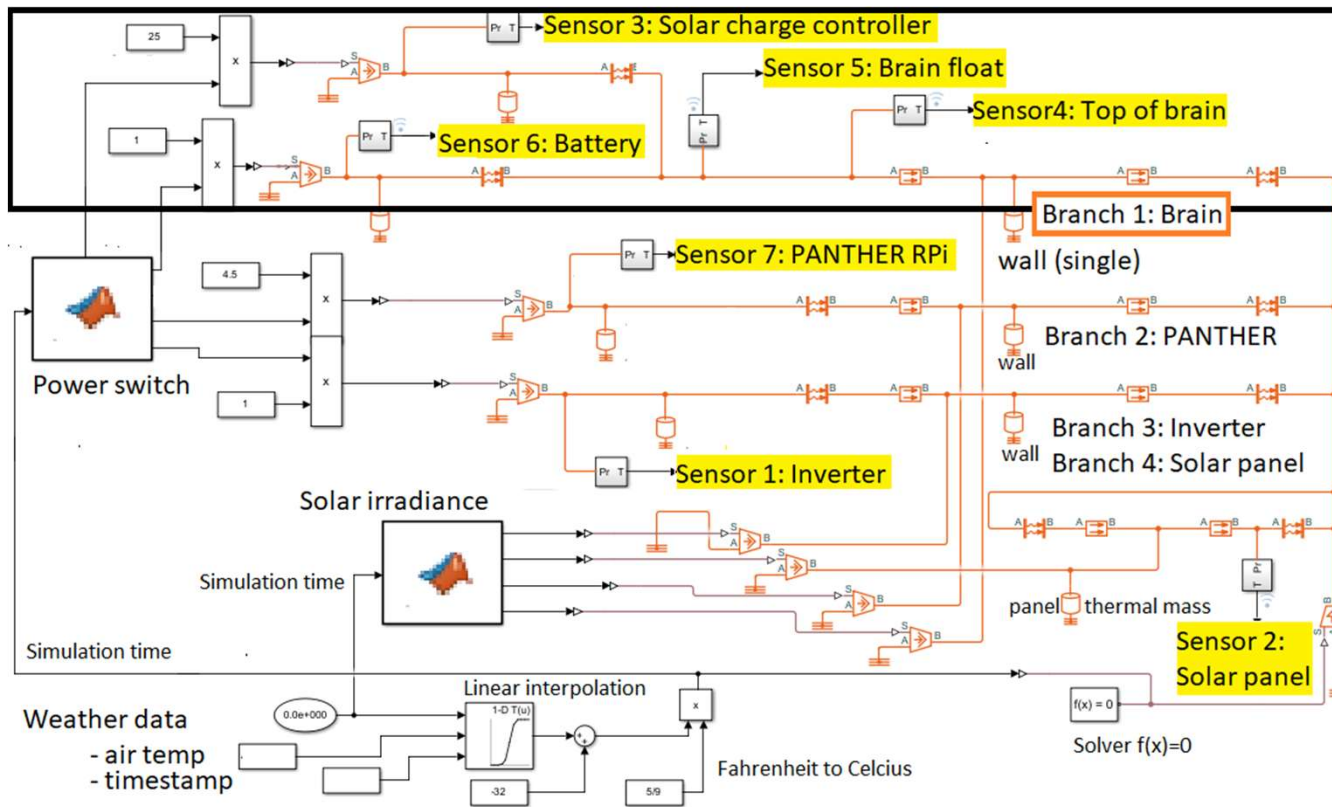 25
x
S
A
B
Pr T
Sensor 3: Solar charge controller
A B
Sensor 5: Brain float
Pr T
Pr T
Sensor4: Top of brain
1
x
S
A
B
Pr T
Sensor 6: Battery
A B
A B
A B
A B
Branch 1: Brain
wall (single)
4.5
x
S
A
B
Pr T
Sensor 7: PANTHER RPi
A B
A B
A B
A B
wall
Branch 2: PANTHER
Power switch
1
x
S
A
B
A B
A B
A B
A B
wall
Branch 3: Inverter
Branch 4: Solar panel
Pr T
Sensor 1: Inverter
Solar irradiance
Simulation time
S
A
B
S
A
B
S
A
B
S
A
B
A B
A B
A B
A B
T Pr
panel
thermal mass
Sensor 2:
Solar panel
B
S
Simulation time
Weather data
- air temp
- timestamp
0.0e+000
Linear interpolation
1-D T(u)
+
+
-32
x
5/9
Fahrenheit to Celcius
f(x) = 0
Solver f(x)=0